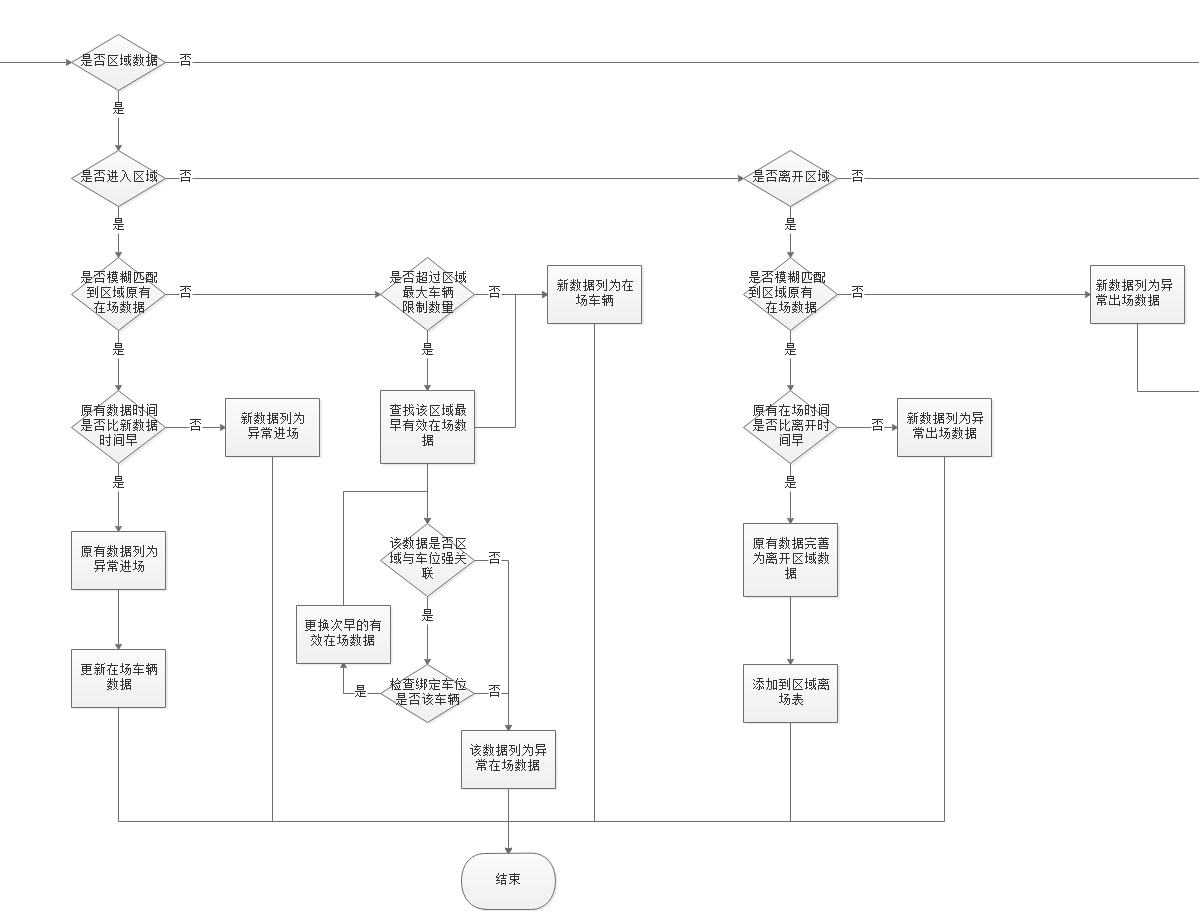 是否区域数据
否
是
是否进入区域
否
是否离开区域
否
是
是
是否模糊匹配
到区域原有
在场数据
否
是否超过区域
最大车辆
限制数里
否
新数据列为在
场车辆
是否模糊匹配
到区域原有
在场数据
否
新数据列为异
常出场数据
是
是
是
原有数据时间
是否比新数据
时间早
否
新数据列为
异常进场
查找该区域最
早有效在场数
据
原有在场时间
是否比离开时
间早
否
新数据列为异
常出场数据
是
是
原有数据列为
异常进场
该数据是否区
域与车位强关
联
否
原有数据完善
为离开区域数
据
是
更换次早的有
效在场数据
更新在场车辆
数据
是
检查绑定车位
是否该车辆
否
添加到区域离
场表
该数据列为异
常在场数据
结束